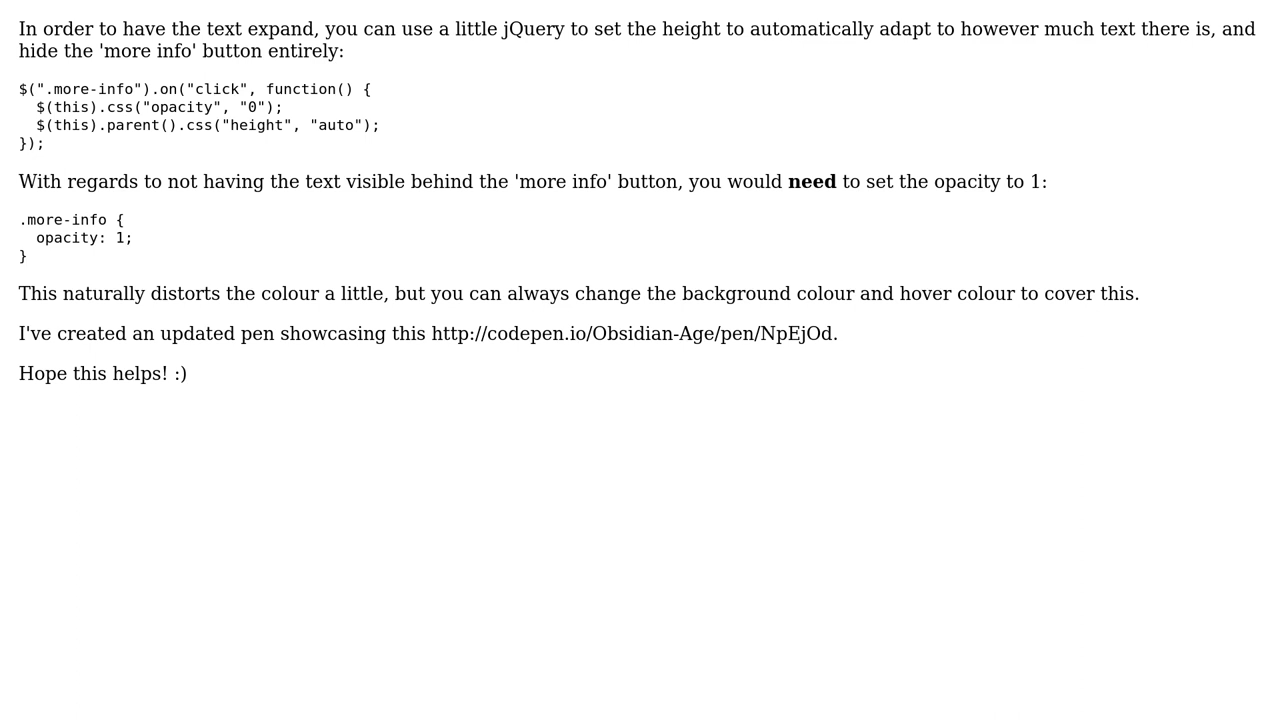 In order to have the text expand, you can use a little jQuery to set the height to automatically adapt to however much text there is, and
hide the 'more info' button entirely:
$(".more-info").on("click", function() {
  $(this).css("opacity", "0");
  $(this).parent().css("height", "auto");
});
With regards to not having the text visible behind the 'more info' button, you would need to set the opacity to 1:
.more-info {
  opacity: 1;
}
This naturally distorts the colour a little, but you can always change the background colour and hover colour to cover this.
I've created an updated pen showcasing this http://codepen.io/Obsidian-Age/pen/NpEjOd.
Hope this helps! :)